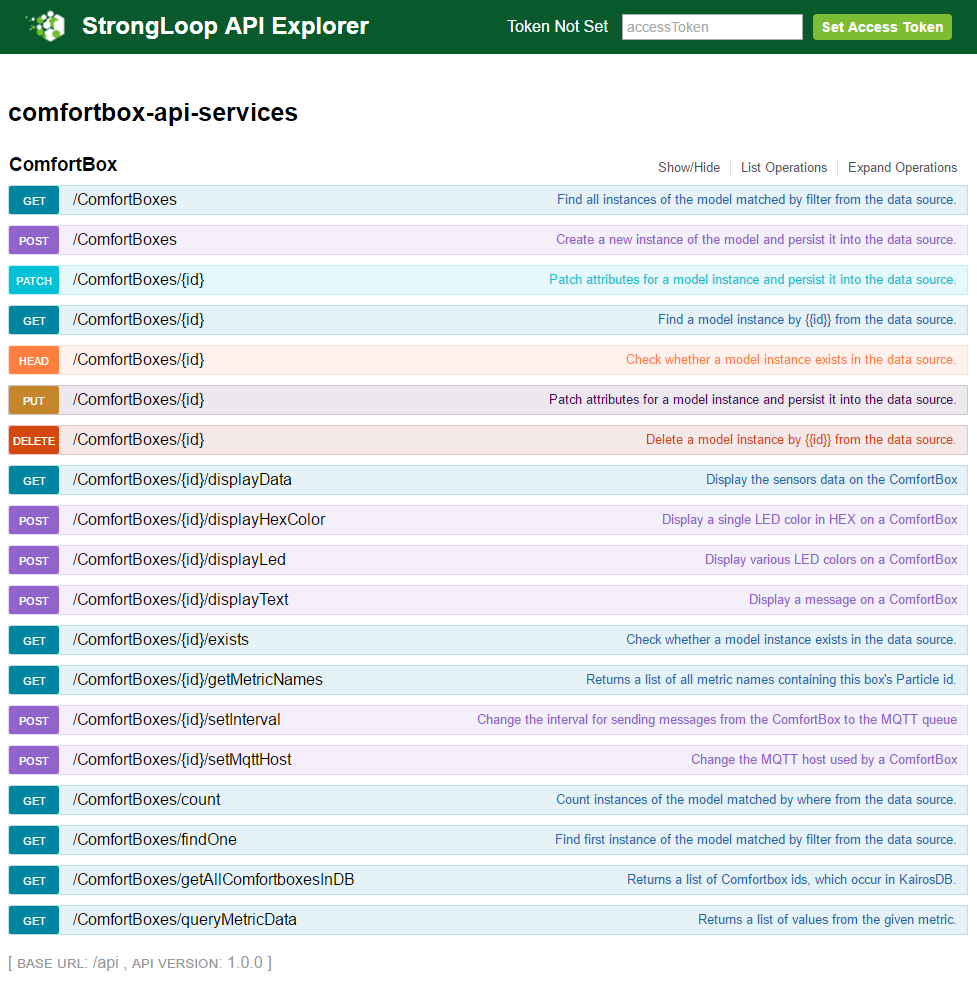 StrongLoop API Explorer Token Not Set accessToken Set Access Token
comfortbox-api-services
ComfortBox Show/Hide List Operations Expand Operations
GET /ComfortBoxes Find all instances of the model matched by filter from the data source.
POST /ComfortBoxes Create a new instance of the model and persist it into the data source.
PATCH /ComfortBoxes/{id} Patch attributes for a model instance and persist it into the data source.
GET /ComfortBoxes/{id} Find a model instance by {{id}} from the data source.
HEAD /ComfortBoxes/{id} Check whether a model instance exists in the data source.
PUT /ComfortBoxes/{id} Patch attributes for a model instance and persist it into the data source.
DELETE /ComfortBoxes/{id} Delete a model instance by {{id}} from the data source.
GET /ComfortBoxes/{id}/displayData Display the sensors data on the ComfortBox
POST /ComfortBoxes/{id}/displayHexColor Display a single LED color in HEX on a ComfortBox
POST /ComfortBoxes/{id}/displayLed Display various LED colors on a ComfortBox
POST /ComfortBoxes/{id}/displayText Display a message on a ComfortBox
GET /ComfortBoxes/{id}/exists Check whether a model instance exists in the data source.
GET /ComfortBoxes/{id}/getMetricNames Returns a list of all metric names containing this box's Particle id.
POST /ComfortBoxes/{id}/setInterval Change the interval for sending messages from the ComfortBox to the MQTT queue
POST /ComfortBoxes/{id}/setMqttHost Change the MQTT host used by a ComfortBox
GET /ComfortBoxes/count Count instances of the model matched by where from the data source.
GET /ComfortBoxes/findOne Find first instance of the model matched by filter from the data source.
GET /ComfortBoxes/getAllComfortboxesInDB Returns a list of Comfortbox ids, which occur in KairosDB.
GET /ComfortBoxes/queryMetricData Returns a list of values from the given metric.
[ BASE URL: /api , API VERSION: 1.0.0 ]